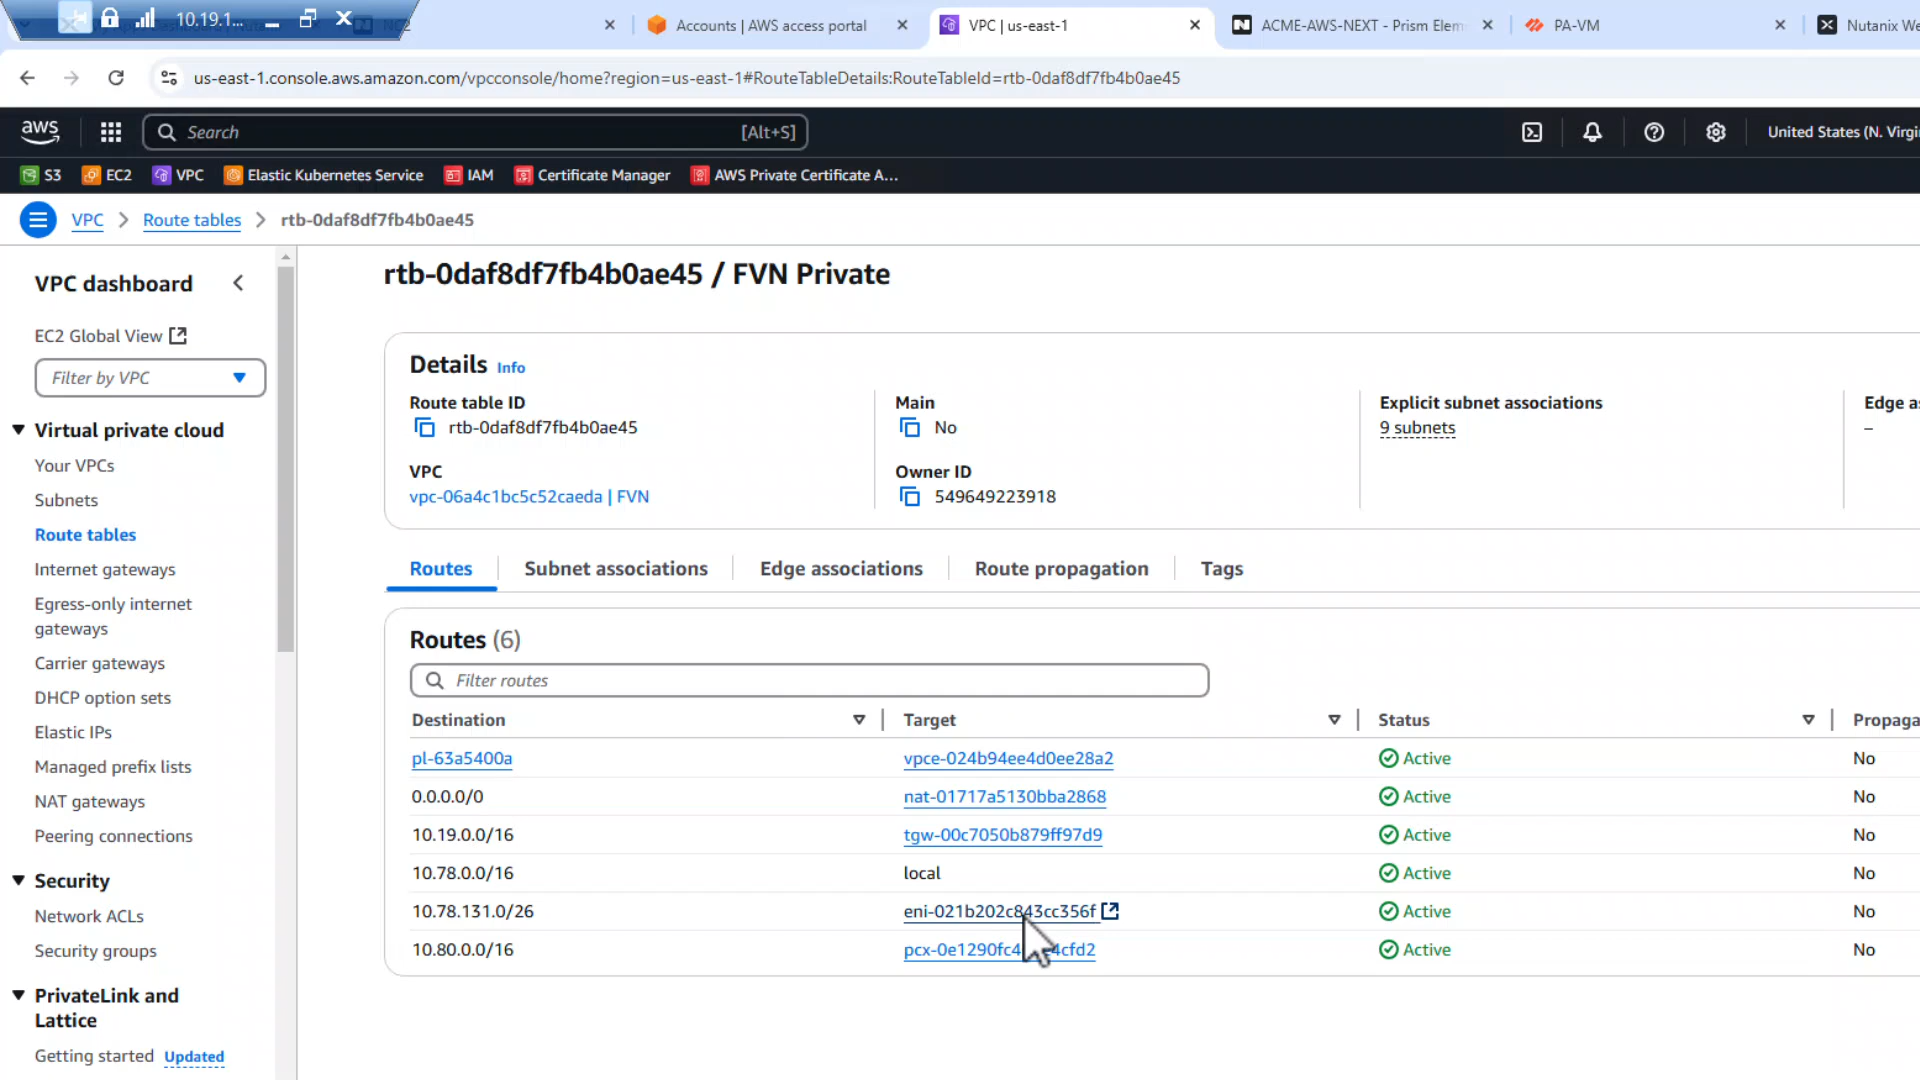 10.19.1...
NC2
Accounts | AWS access portal
VPC | us-east-1
ACME-AWS-NEXT - Prism Elem
PA-VM
Nutanix We
us-east-1.console.aws.amazon.com/vpcconsole/home?region=us-east-1#RouteTableDetails:RouteTableId=rtb-0daf8df7fb4b0ae45
aws
Search
[Alt+S]
United States (N. Virgi
S3
EC2
VPC
Elastic Kubernetes Service
IAM
Certificate Manager
AWS Private Certificate A...
VPC
Route tables
rtb-0daf8df7fb4b0ae45
VPC dashboard
EC2 Global View
Filter by VPC
Virtual private cloud
Your VPCs
Subnets
Route tables
Internet gateways
Egress-only internet
gateways
Carrier gateways
DHCP option sets
Elastic IPs
Managed prefix lists
NAT gateways
Peering connections
Security
Network ACLs
Security groups
PrivateLink and
Lattice
Getting started Updated
rtb-0daf8df7fb4b0ae45 / FVN Private
Details Info
Route table ID
rtb-0daf8df7fb4b0ae45
Main
No
Explicit subnet associations
9 subnets
Edge as
–
VPC
vpc-06a4c1bc5c52caeda | FVN
Owner ID
549649223918
Routes
Subnet associations
Edge associations
Route propagation
Tags
Routes (6)
Filter routes
Destination Target Status Propaga
pl-63a5400a vpce-024b94ee4d0ee28a2 Active No
0.0.0.0/0 nat-01717a5130bba2868 Active No
10.19.0.0/16 tgw-00c7050b879ff97d9 Active No
10.78.0.0/16 local Active No
10.78.131.0/26 eni-021b202c843cc356f Active No
10.80.0.0/16 Active No